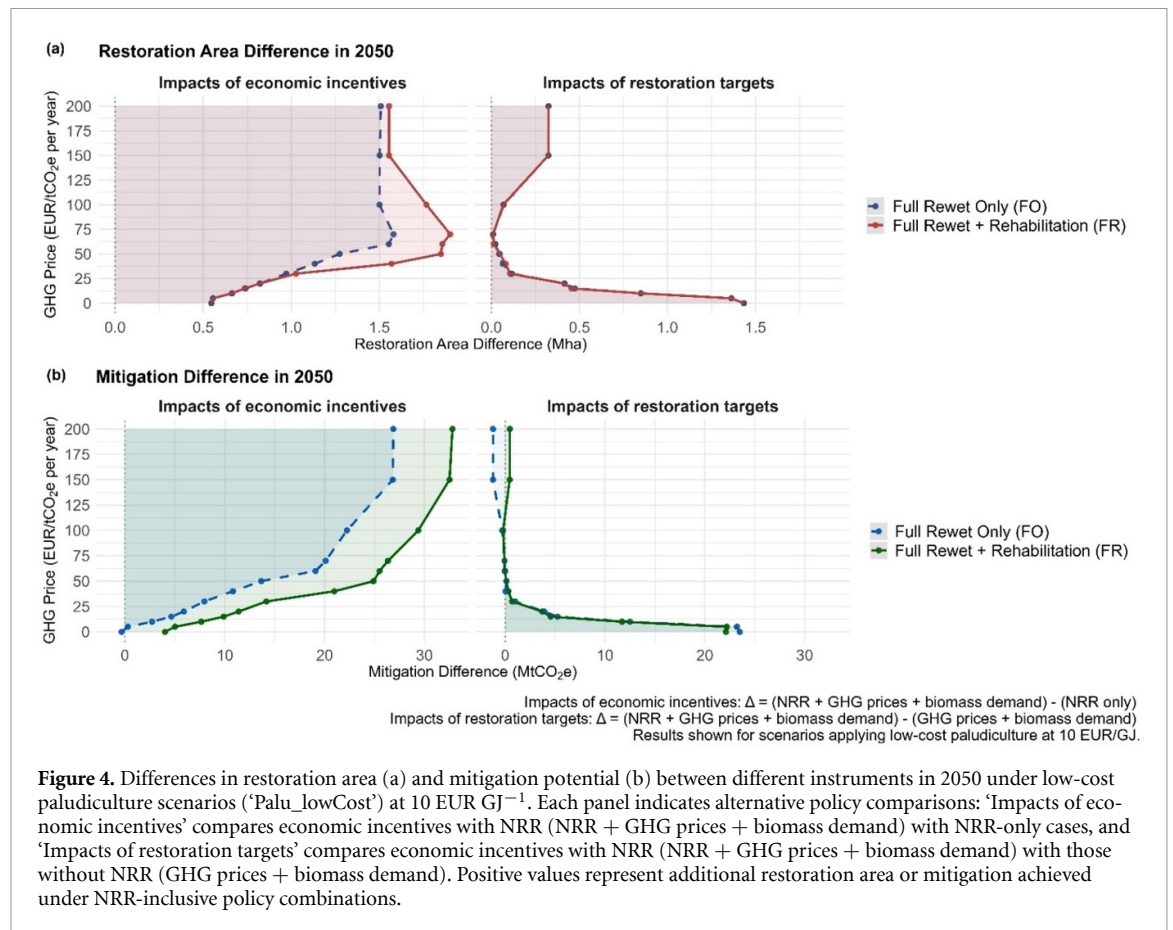 (a) Restoration Area Difference in 2050
Impacts of economic incentives
Impacts of restoration targets
GHG Price (EUR/tCO₂e per year)
200
175
150
125
100
75
50
25
0
0.0 0.5 1.0 1.5
0.0 0.5 1.0 1.5
Restoration Area Difference (Mha)
Full Rewet Only (FO)
Full Rewet + Rehabilitation (FR)
(b) Mitigation Difference in 2050
Impacts of economic incentives
Impacts of restoration targets
GHG Price (EUR/tCO₂e per year)
200
175
150
125
100
75
50
25
0
0 10 20 30
0 10 20 30
Mitigation Difference (MtCO₂e)
Full Rewet Only (FO)
Full Rewet + Rehabilitation (FR)
Impacts of economic incentives: Δ = (NRR + GHG prices + biomass demand) - (NRR only)
Impacts of restoration targets: Δ = (NRR + GHG prices + biomass demand) - (GHG prices + biomass demand)
Results shown for scenarios applying low-cost paludiculture at 10 EUR/GJ.
Figure 4. Differences in restoration area (a) and mitigation potential (b) between different instruments in 2050 under low-cost
paludiculture scenarios (‘Palu_lowCost’) at 10 EUR GJ⁻¹. Each panel indicates alternative policy comparisons: ‘Impacts of eco-
nomic incentives’ compares economic incentives with NRR (NRR + GHG prices + biomass demand) with NRR-only cases, and
‘Impacts of restoration targets’ compares economic incentives with NRR (NRR + GHG prices + biomass demand) with those
without NRR (GHG prices + biomass demand). Positive values represent additional restoration area or mitigation achieved
under NRR-inclusive policy combinations.